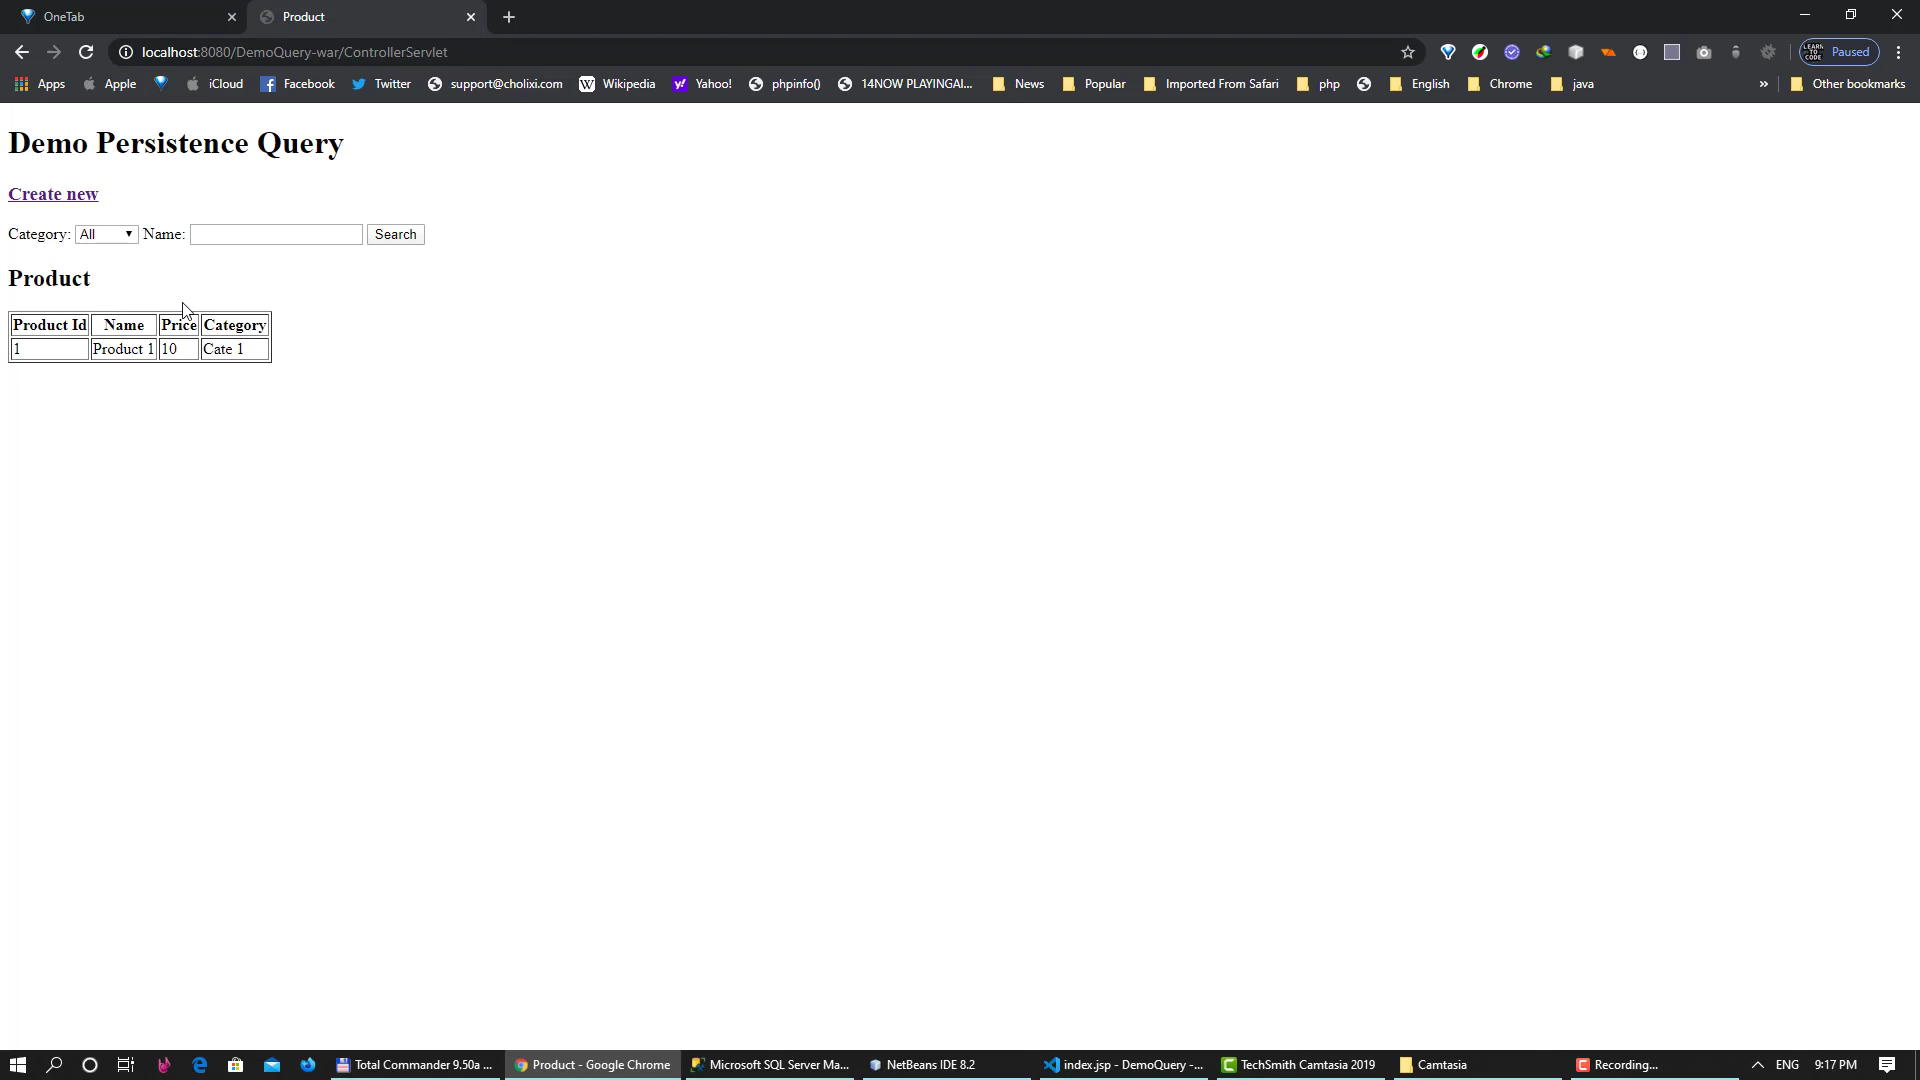 OneTab
Product
localhost:8080/DemoQuery-war/ControllerServlet
LEARN TO CODE
Paused
Apps Apple iCloud Facebook Twitter support@cholixi.com Wikipedia Yahoo! phpinfo() 14NOW PLAYINGAI... News Popular Imported From Safari php English Chrome java » Other bookmarks
Demo Persistence Query
Create new
Category: All Name: Search
Product
Product Id Name Price Category
1 Product 1 10 Cate 1
Total Commander 9.50a ... Product - Google Chrome Microsoft SQL Server Ma... NetBeans IDE 8.2 index.jsp - DemoQuery -... TechSmith Camtasia 2019 Camtasia Recording... ENG 9:17 PM